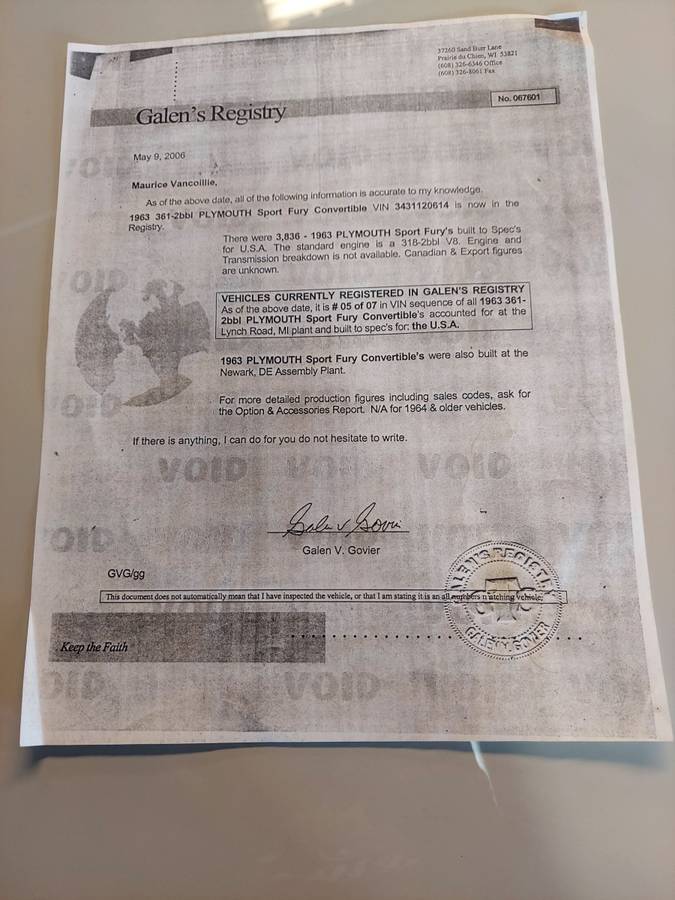 37260 Sand Burr Lane
Prairie du Chien, WI 53821
(608) 326-6346 Office
(608) 326-8061 Fax
No. 067601
Galen's Registry
May 9, 2006
Maurice Vancoillie,
As of the above date, all of the following information is accurate to my knowledge.
1963 361-2bbl PLYMOUTH Sport Fury Convertible VIN 3431120614 is now in the
Registry.
There were 3,836 - 1963 PLYMOUTH Sport Fury's built to Spec's
for U.S.A. The standard engine is a 318-2bbl V8. Engine and
Transmission breakdown is not available. Canadian & Export figures
are unknown.
VEHICLES CURRENTLY REGISTERED IN GALEN'S REGISTRY
As of the above date, it is # 05 of 07 in VIN sequence of all 1963 361-
2bbl PLYMOUTH Sport Fury Convertible's accounted for at the
Lynch Road, MI plant and built to spec's for: the U.S.A.
1963 PLYMOUTH Sport Fury Convertible's were also built at the
Newark, DE Assembly Plant.
For more detailed production figures including sales codes, ask for
the Option & Accessories Report. N/A for 1964 & older vehicles.
If there is anything, I can do for you do not hesitate to write.
VOID VOID VOID
Galen V Govier
Galen V. Govier
GVG/gg
GALEN'S REGISTRY
This document does not automatically mean that I have inspected the vehicle, or that I am stating it is an all numbers matching vehicle.
GALEN V. GOVIER
Keep the Faith
VOID